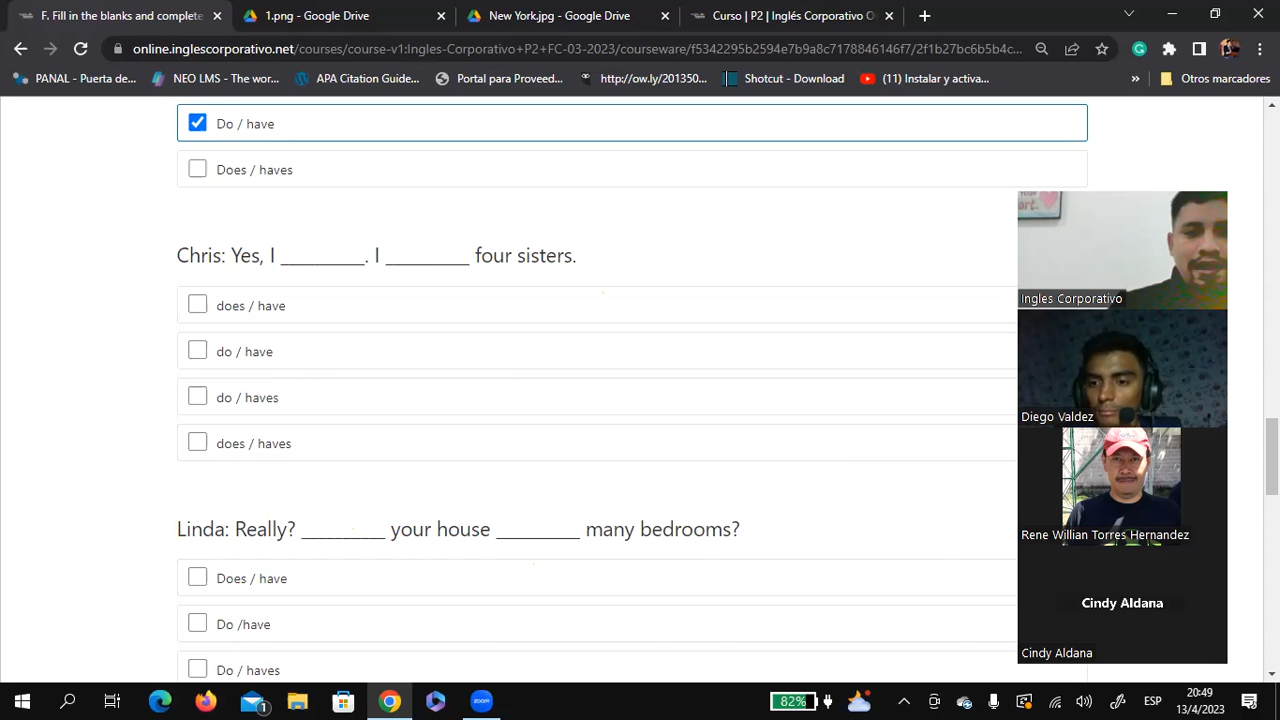 F. Fill in the blanks and complete
1.png - Google Drive
New York.jpg - Google Drive
Curso | P2 | Inglés Corporativo O
online.inglescorporativo.net/courses/course-v1:Ingles-Corporativo+P2+FC-03-2023/courseware/f5342295b2594e7b9a8c7178846146f7/2f1b27bc6b5b4c...
PANAL - Puerta de...
NEO LMS - The wor...
APA Citation Guide...
Portal para Proveed...
http://ow.ly/201350...
Shotcut - Download
(11) Instalar y activa...
»
Otros marcadores
Do / have
Does / haves
Chris: Yes, I _________. I _________ four sisters.
does / have
do / have
do / haves
does / haves
Linda: Really? _________ your house _________ many bedrooms?
Does / have
Do /have
Do / haves
Ingles Corporativo
Diego Valdez
Rene Willian Torres Hernandez
Cindy Aldana
Cindy Aldana
1
zoom
82%
ESP
20:49
13/4/2023